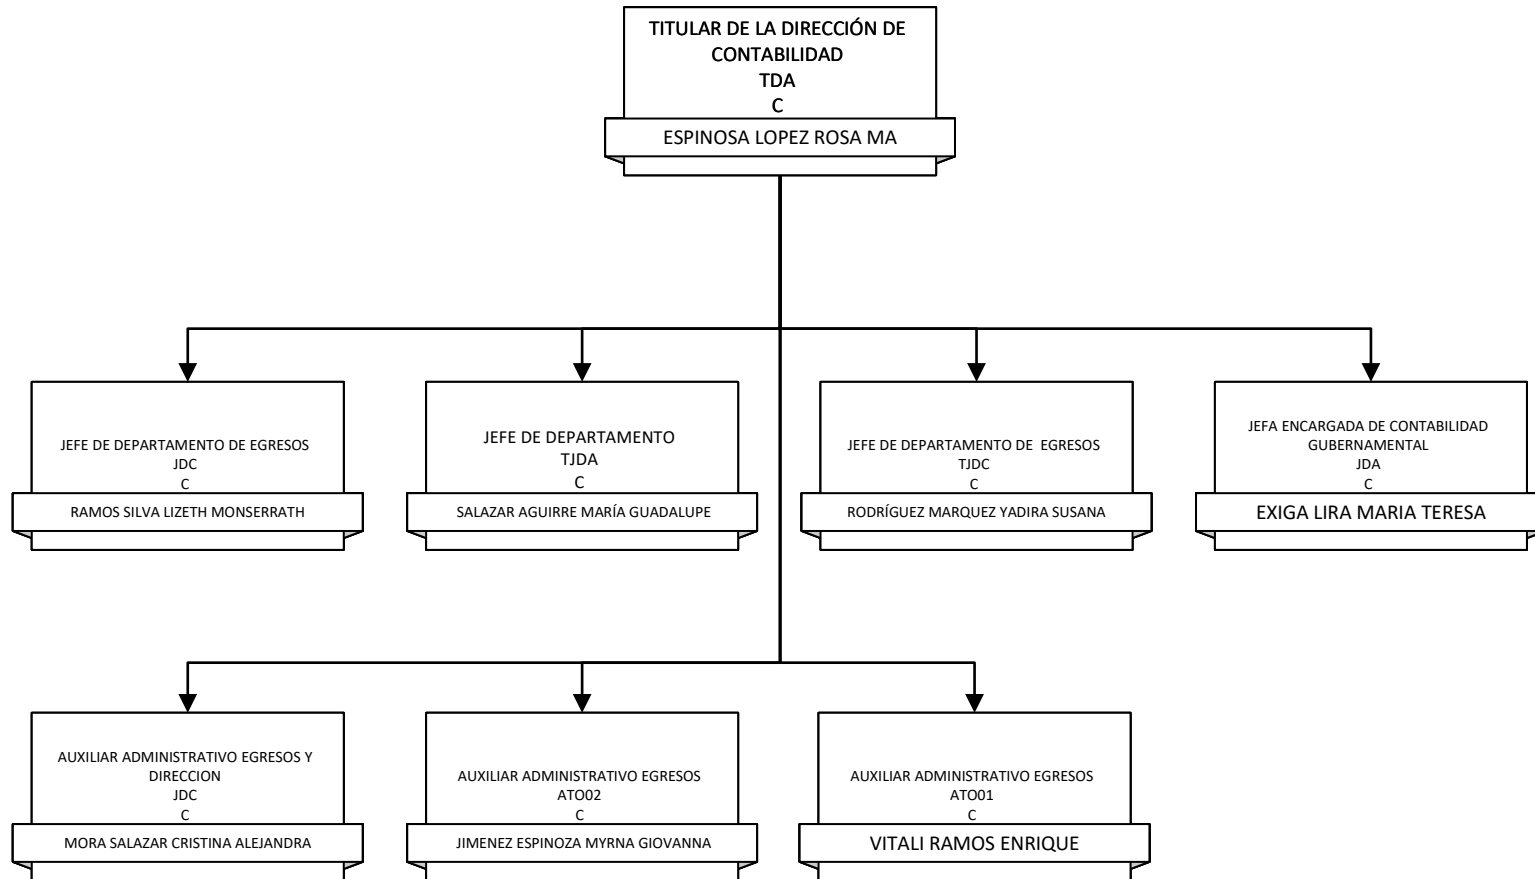 TITULAR DE LA DIRECCIÓN DE
CONTABILIDAD
TDA
C
ESPINOSA LOPEZ ROSA MA
JEFE DE DEPARTAMENTO DE EGRESOS
JDC
C
RAMOS SILVA LIZETH MONSERRATH
JEFE DE DEPARTAMENTO
TJDA
C
SALAZAR AGUIRRE MARÍA GUADALUPE
JEFE DE DEPARTAMENTO DE EGRESOS
TJDC
C
RODRÍGUEZ MARQUEZ YADIRA SUSANA
JEFA ENCARGADA DE CONTABILIDAD
GUBERNAMENTAL
JDA
C
EXIGA LIRA MARIA TERESA
AUXILIAR ADMINISTRATIVO EGRESOS Y
DIRECCION
JDC
C
MORA SALAZAR CRISTINA ALEJANDRA
AUXILIAR ADMINISTRATIVO EGRESOS
ATO02
C
JIMENEZ ESPINOZA MYRNA GIOVANNA
AUXILIAR ADMINISTRATIVO EGRESOS
ATO01
C
VITALI RAMOS ENRIQUE